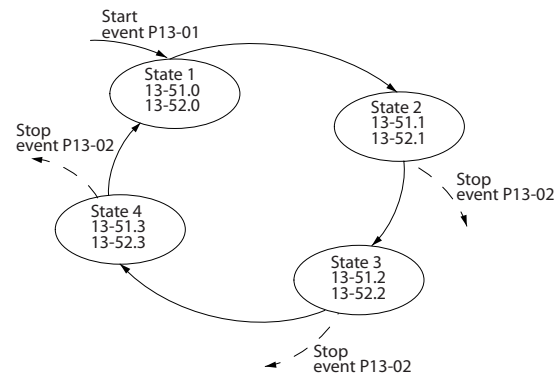 Start
event P13-01
State 1
13-51.0
13-52.0
State 2
13-51.1
13-52.1
Stop
event P13-02
Stop
event P13-02
State 4
13-51.3
13-52.3
State 3
13-51.2
13-52.2
Stop
event P13-02